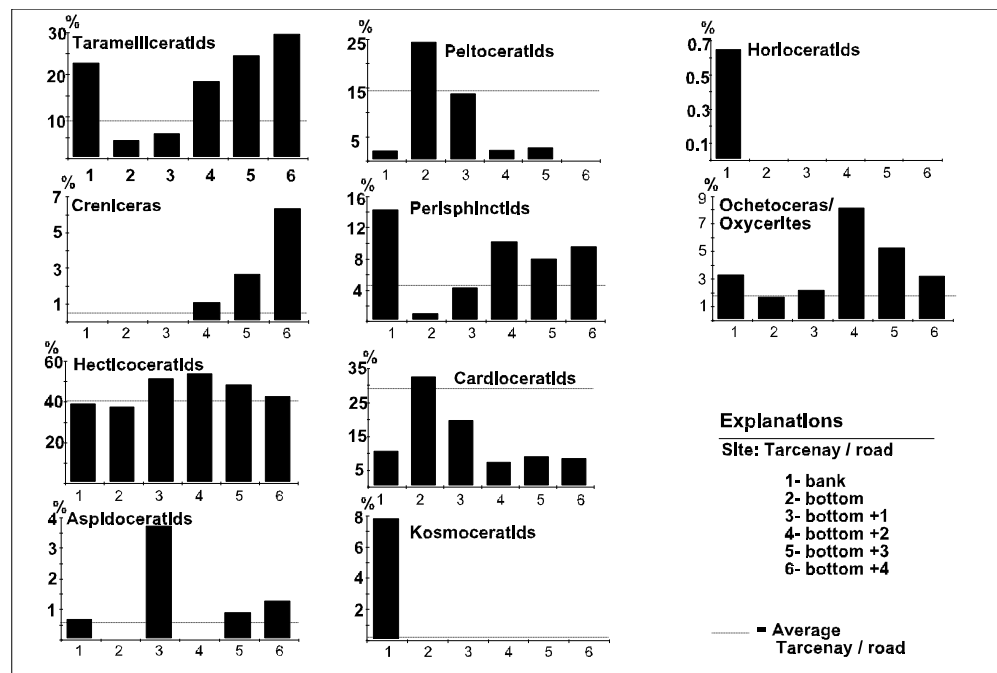 %
Taramelliceratids
30
20
10
1 2 3 4 5 6
%
Peltoceratids
25
15
5
1 2 3 4 5 6
%
Horioceratids
0.7
0.5
0.3
0.1
1 2 3 4 5 6
%
Creniceras
7
5
3
1
1 2 3 4 5 6
%
Perisphinctids
16
12
8
4
1 2 3 4 5 6
%
Ochetoceras/
Oxycerites
9
7
5
3
1
1 2 3 4 5 6
%
Hecticoceratids
60
40
20
1 2 3 4 5 6
%
Cardioceratids
35
25
15
5
1 2 3 4 5 6
%
Aspidoceratids
4
3
2
1
1 2 3 4 5 6
%
Kosmoceratids
8
6
4
2
1 2 3 4 5 6
Explanations
Site: Tarcenay / road
1- bank
2- bottom
3- bottom +1
4- bottom +2
5- bottom +3
6- bottom +4
= Average
Tarcenay / road